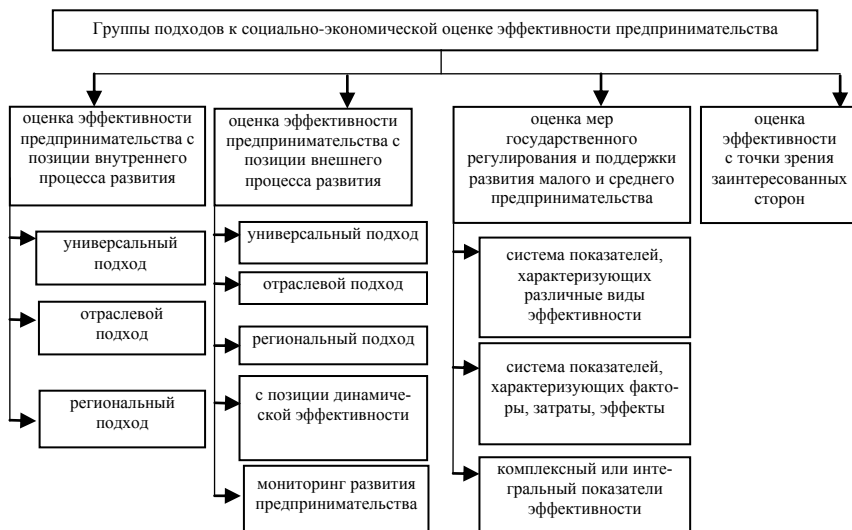 Группы подходов к социально-экономической оценке эффективности предпринимательства
оценка эффективности
предпринимательства с
позиции внутреннего
процесса развития
универсальный
подход
отраслевой
подход
региональный
подход
оценка эффективности
предпринимательства с
позиции внешнего
процесса развития
универсальный подход
отраслевой подход
региональный подход
с позиции динамиче-
ской эффективности
мониторинг развития
предпринимательства
оценка мер
государственного
регулирования и поддержки
развития малого и среднего
предпринимательства
система показателей,
характеризующих
различные виды
эффективности
система показателей,
характеризующих факто-
ры, затраты, эффекты
комплексный или инте-
гральный показатели
эффективности
оценка
эффективности
с точки зрения
заинтересованных
сторон